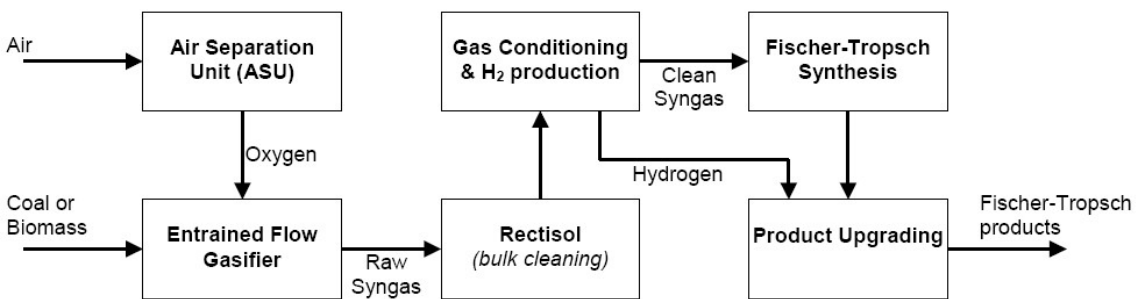 Air
Air Separation
Unit (ASU)
Gas Conditioning
& H₂ production
Clean
Syngas
Fischer-Tropsch
Synthesis
Oxygen
Hydrogen
Coal or
Biomass
Entrained Flow
Gasifier
Raw
Syngas
Rectisol
(bulk cleaning)
Product Upgrading
Fischer-Tropsch
products